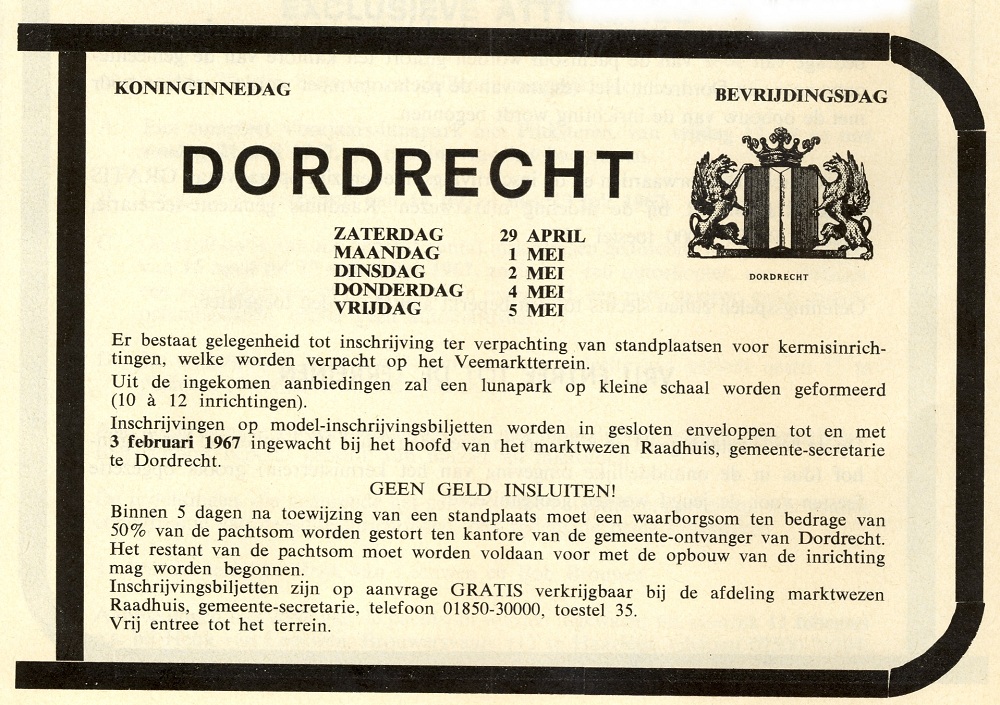 KONINGINNEDAG
BEVRIJDINGSDAG
DORDRECHT
DORDRECHT
ZATERDAG 29 APRIL
MAANDAG 1 MEI
DINSDAG 2 MEI
DONDERDAG 4 MEI
VRIJDAG 5 MEI
Er bestaat gelegenheid tot inschrijving ter verpachting van standplaatsen voor kermisinrich-
tingen, welke worden verpacht op het Veemarktterrein.
Uit de ingekomen aanbiedingen zal een lunapark op kleine schaal worden geformeerd
(10 à 12 inrichtingen).
Inschrijvingen op model-inschrijvingsbiljetten worden in gesloten enveloppen tot en met
3 februari 1967 ingewacht bij het hoofd van het marktwezen Raadhuis, gemeente-secretarie
te Dordrecht.
GEEN GELD INSLUITEN!
Binnen 5 dagen na toewijzing van een standplaats moet een waarborgsom ten bedrage van
50% van de pachtsom worden gestort ten kantore van de gemeente-ontvanger van Dordrecht.
Het restant van de pachtsom moet worden voldaan voor met de opbouw van de inrichting
mag worden begonnen.
Inschrijvingsbiljetten zijn op aanvrage GRATIS verkrijgbaar bij de afdeling marktwezen
Raadhuis, gemeente-secretarie, telefoon 01850-30000, toestel 35.
Vrij entree tot het terrein.